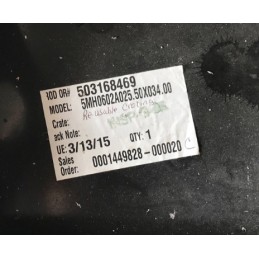 IOD OR# 503168469
MODEL: 5MH0602A025.50X034.00
Crate: Reusable
ack Note:
UE: 3/13/15 QTY: 1
Sales
Order: 0001449828-000020 C